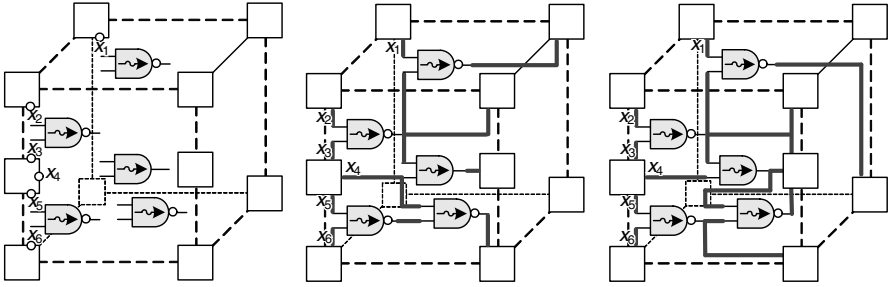 x1 x1 x1
x2 x2 x2
x3 x3 x3
x4 x4 x4
x5 x5 x5
x6 x6 x6